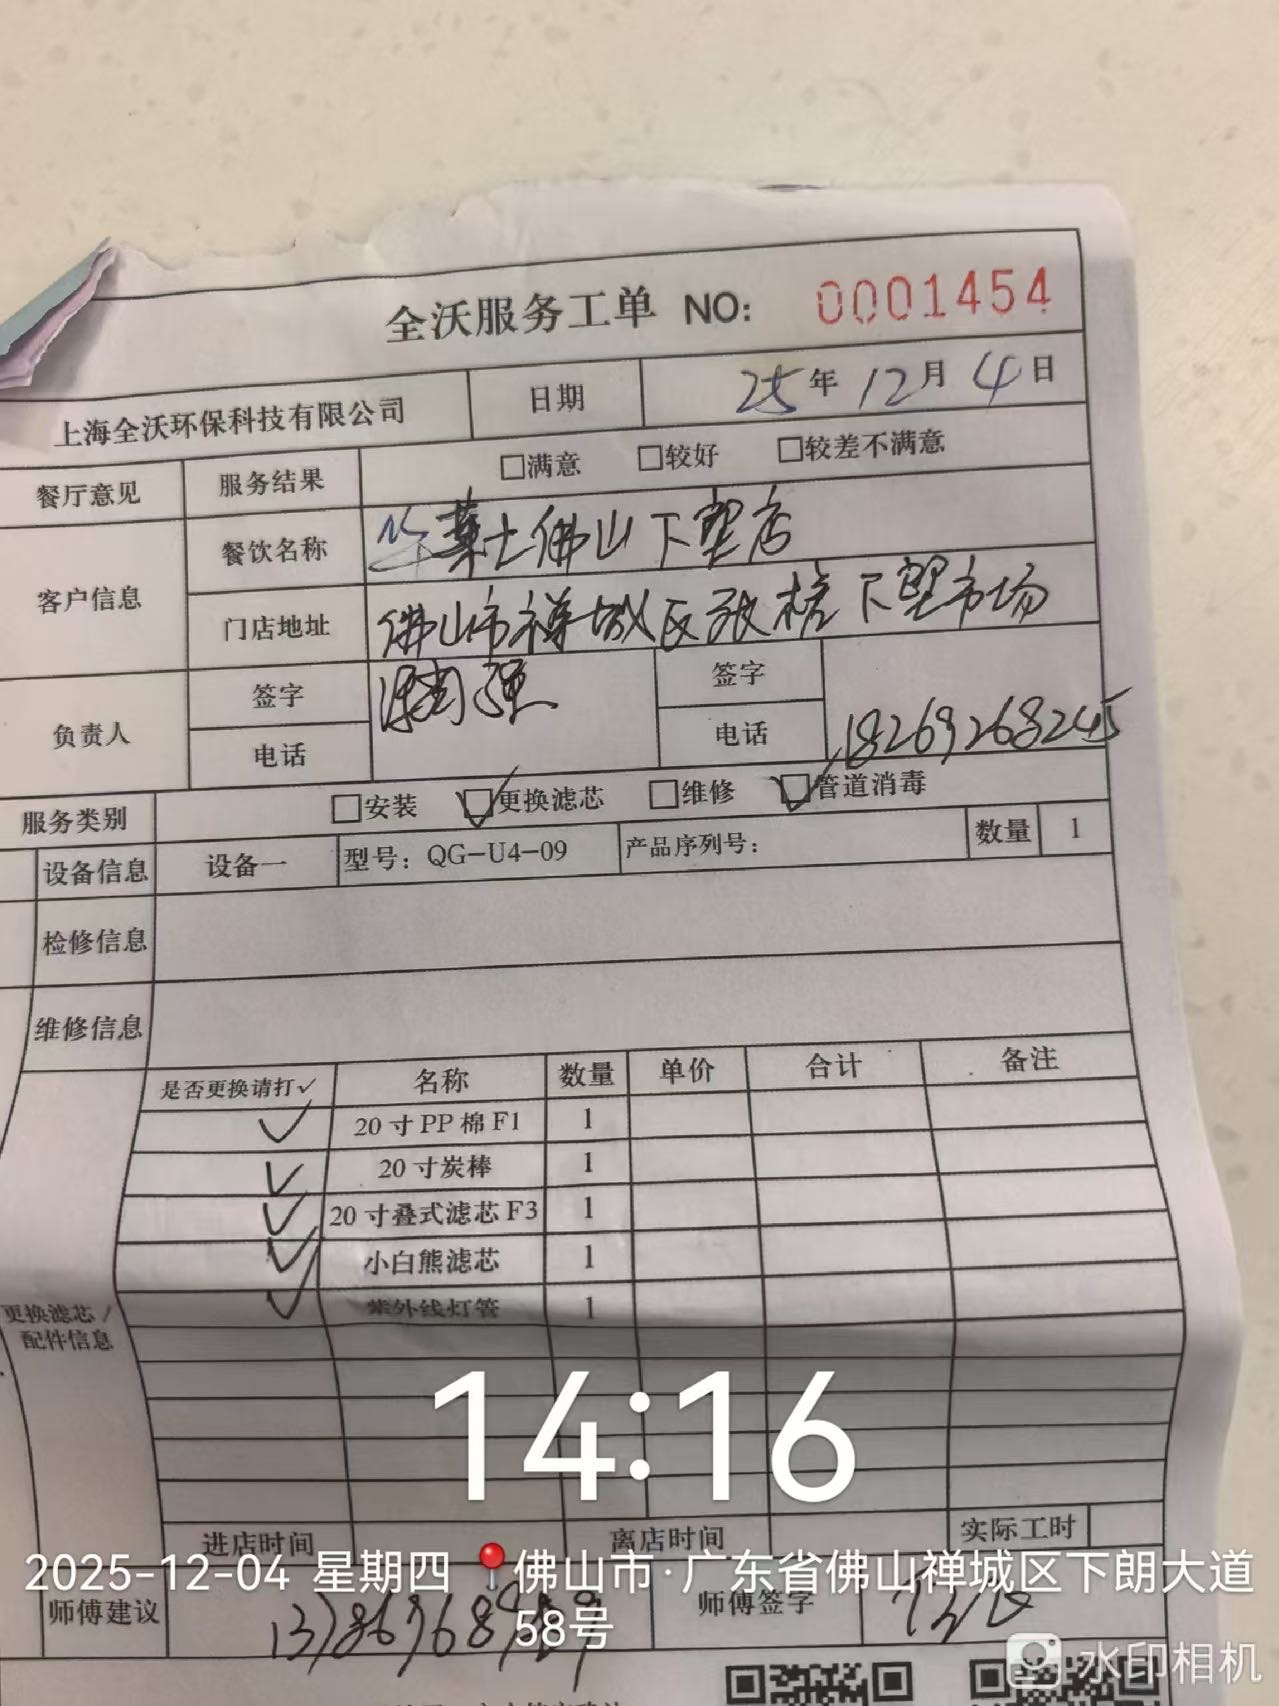 全沃服务工单 NO: 0001454
上海全沃环保科技有限公司 日期 25年12月4日
餐厅意见 服务结果 □满意 □较好 □较差不满意
客户信息 餐饮名称 华莱士佛山下塱店
门店地址 佛山市禅城区张槎下塱市场
负责人 签字 签字
电话 电话 18269268245
服务类别 □安装 ☑更换滤芯 □维修 ☑管道消毒
设备信息 设备一 型号：QG-U4-09 产品序列号： 数量 1
检修信息
维修信息
是否更换请打✓ 名称 数量 单价 合计 备注
✓ 20寸PP棉F1 1
✓ 20寸炭棒 1
✓ 20寸叠式滤芯F3 1
✓ 小白熊滤芯 1
✓ 紫外线灯管 1
更换滤芯/
配件信息
14:16
进店时间 离店时间 实际工时
2025-12-04 星期四 佛山市·广东省佛山禅城区下朗大道
58号
师傅建议 师傅签字
水印相机